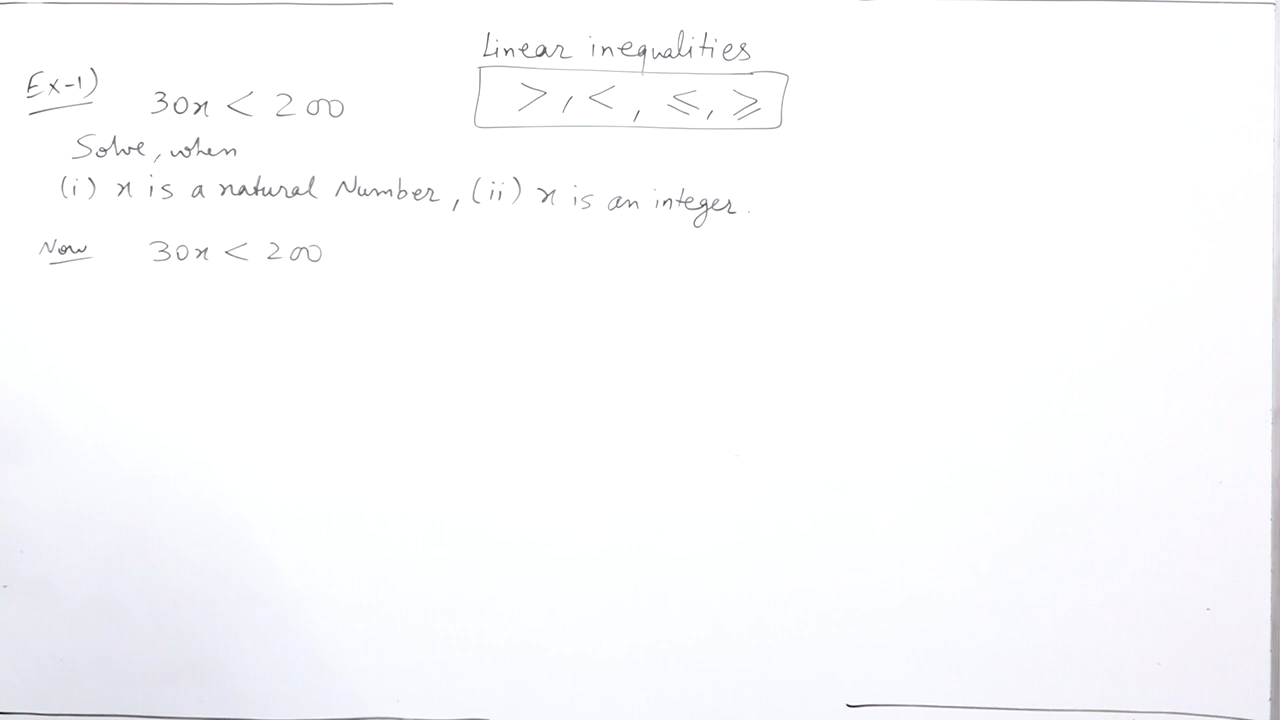 Linear inequalities
>, <, ≤, ≥
Ex-1) 30x < 200
Solve, when
(i) x is a natural Number, (ii) x is an integer.
Now 30x < 200